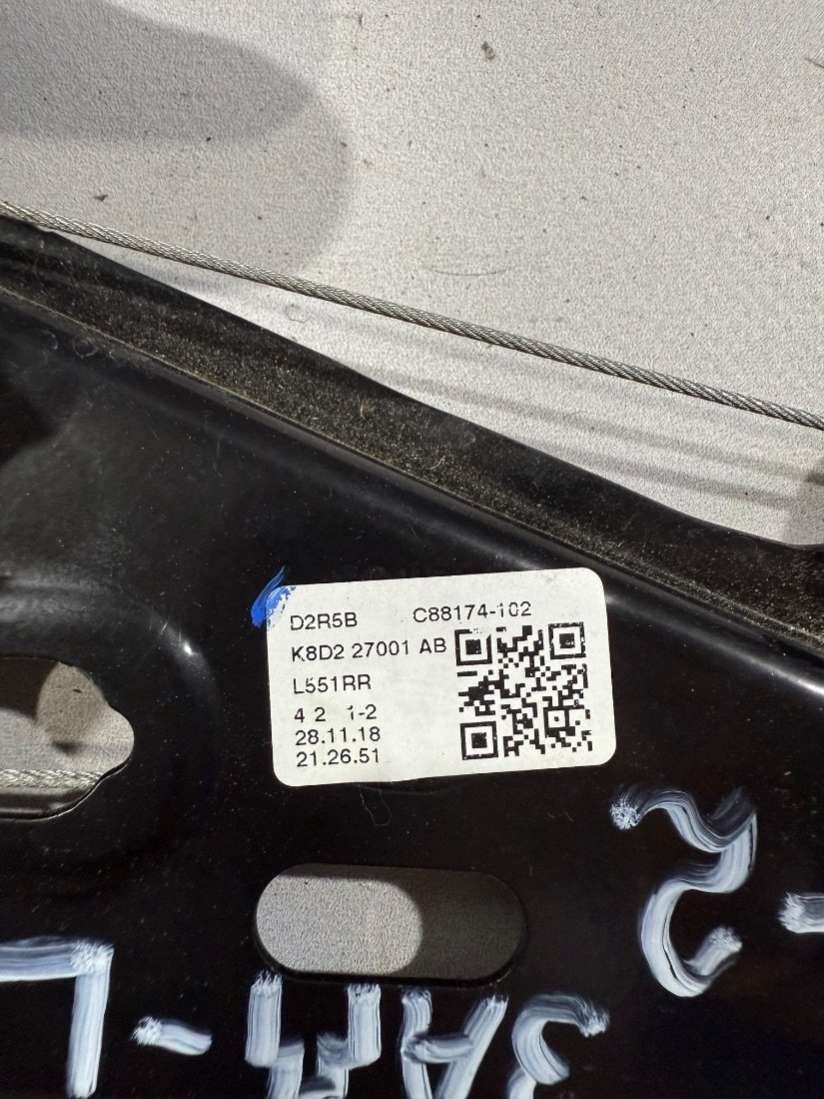 D2R5B C88174-102
K8D2 27001 AB
L551RR
4 2 1-2
28.11.18
21.26.51